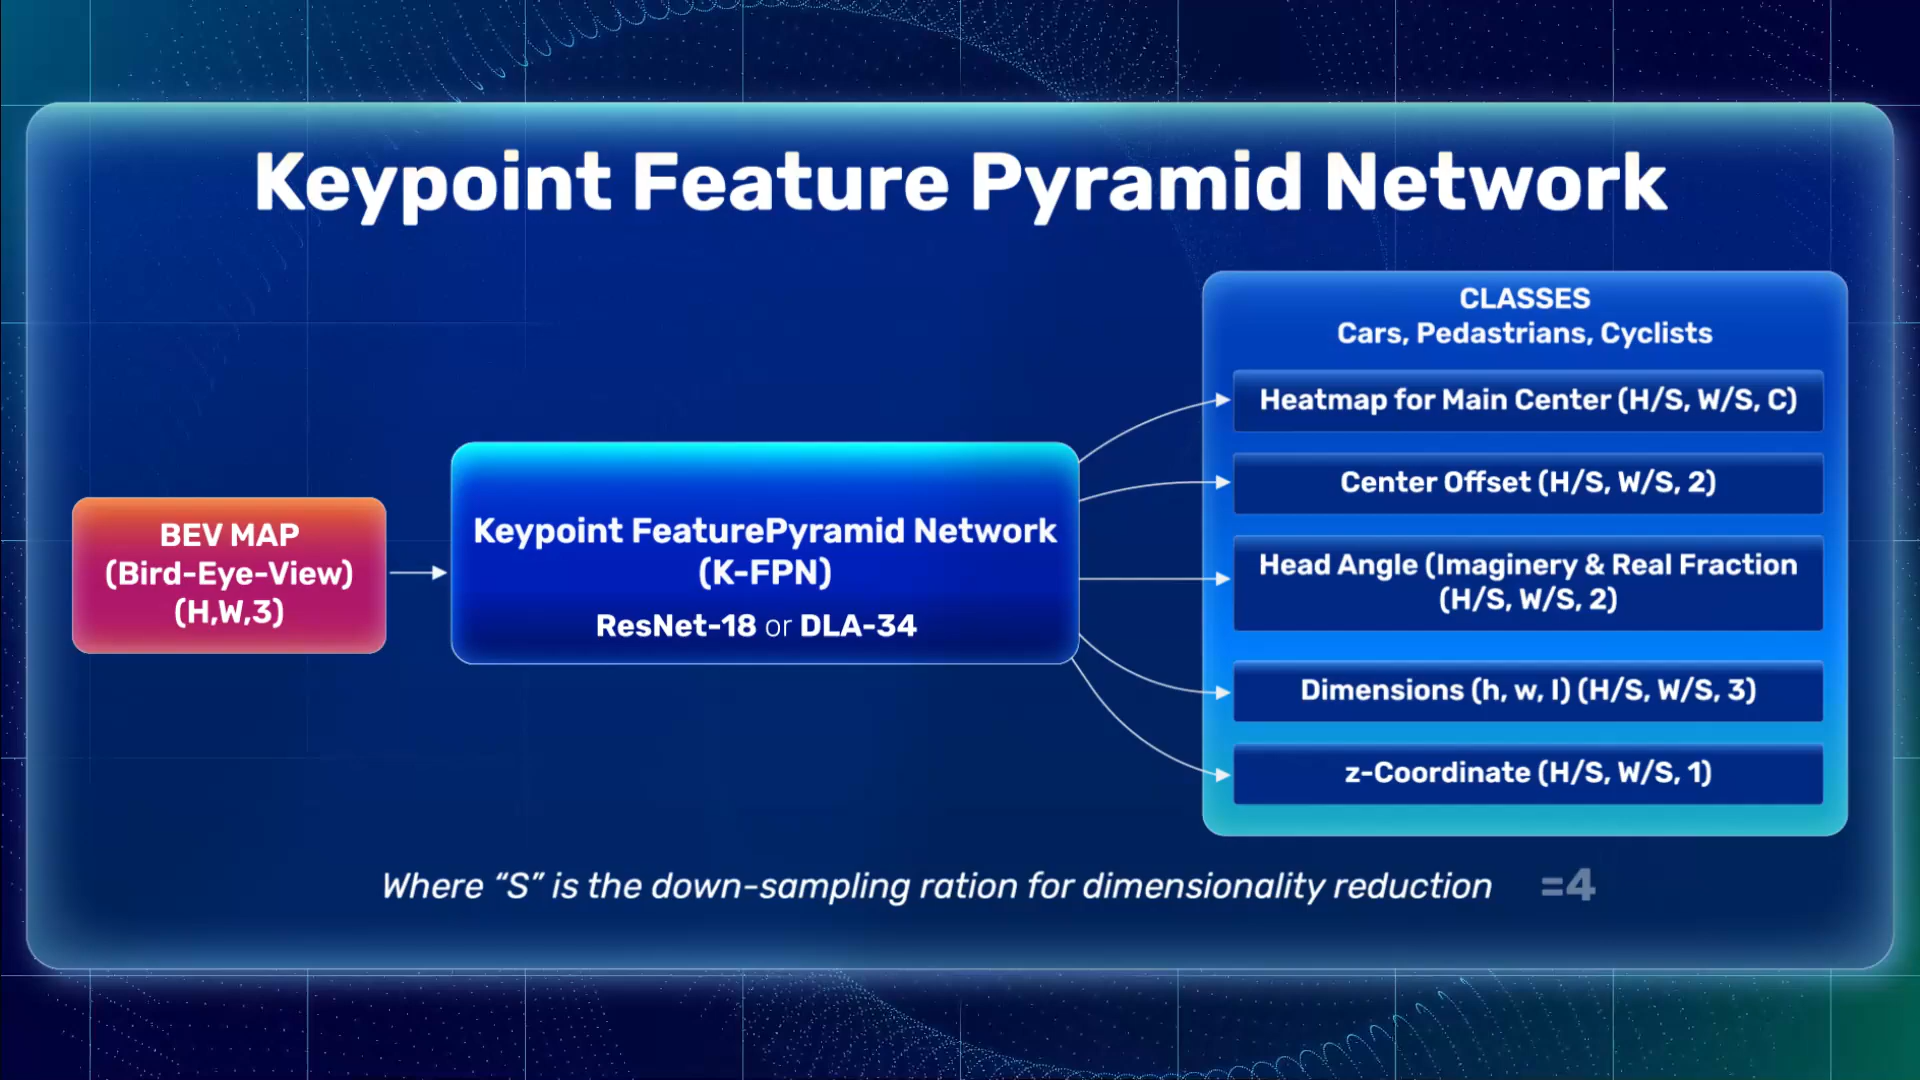 Keypoint Feature Pyramid Network
BEV MAP
(Bird-Eye-View)
(H,W,3)
Keypoint FeaturePyramid Network
(K-FPN)
ResNet-18 or DLA-34
CLASSES
Cars, Pedastrians, Cyclists
Heatmap for Main Center (H/S, W/S, C)
Center Offset (H/S, W/S, 2)
Head Angle (Imaginery & Real Fraction
(H/S, W/S, 2)
Dimensions (h, w, l) (H/S, W/S, 3)
z-Coordinate (H/S, W/S, 1)
Where “S” is the down-sampling ration for dimensionality reduction =4